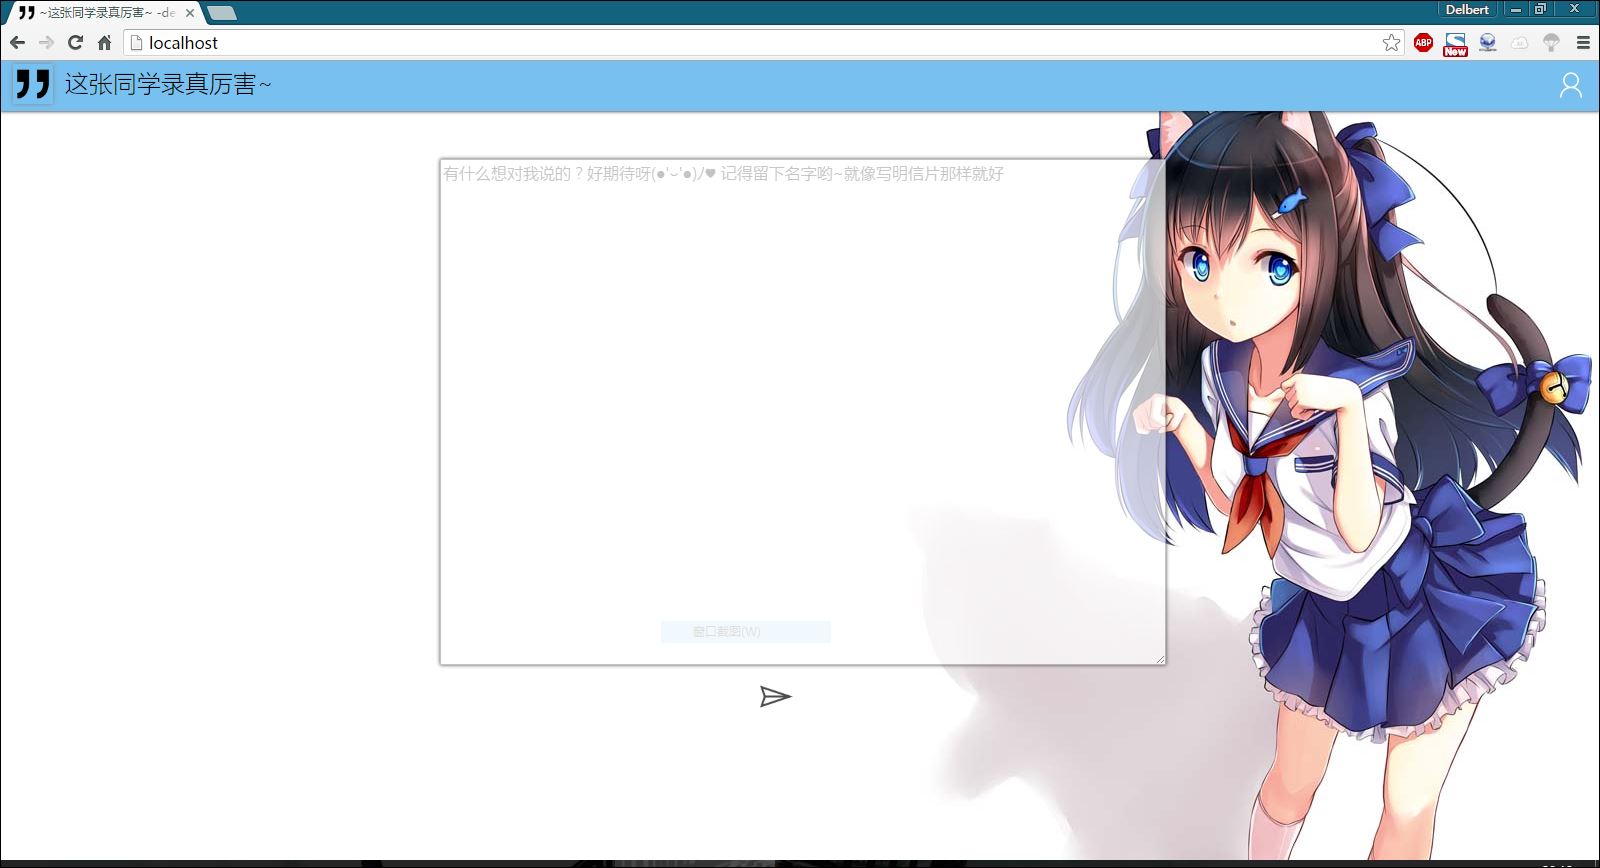 ~这张同学录真厉害~ -de
Delbert
localhost
ABP
New
这张同学录真厉害~
有什么想对我说的？好期待呀(●'⌣'●)ﾉ♥ 记得留下名字哟~就像写明信片那样就好
窗口截图(W)